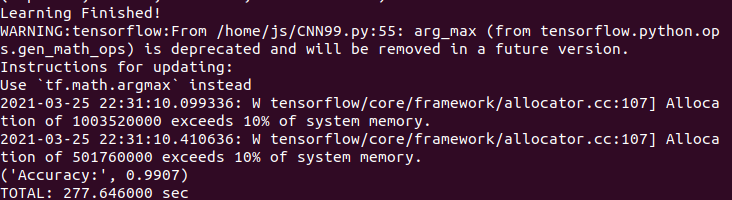 Learning Finished!
WARNING:tensorflow:From /home/js/CNN99.py:55: arg_max (from tensorflow.python.op
s.gen_math_ops) is deprecated and will be removed in a future version.
Instructions for updating:
Use `tf.math.argmax` instead
2021-03-25 22:31:10.099336: W tensorflow/core/framework/allocator.cc:107] Alloca
tion of 1003520000 exceeds 10% of system memory.
2021-03-25 22:31:10.410636: W tensorflow/core/framework/allocator.cc:107] Alloca
tion of 501760000 exceeds 10% of system memory.
('Accuracy:', 0.9907)
TOTAL: 277.646000 sec